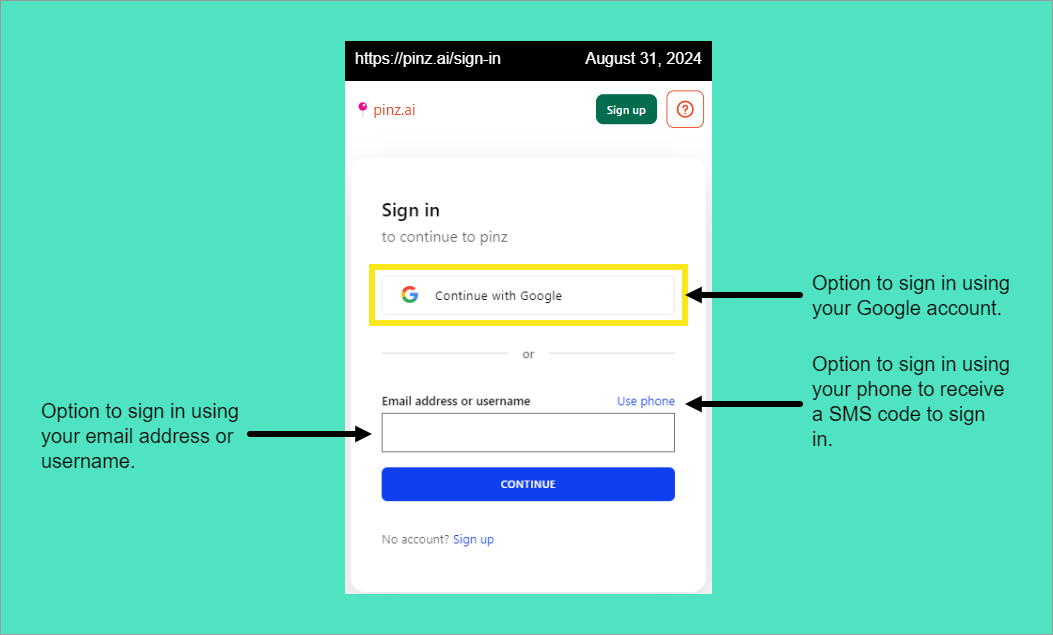 https://pinz.ai/sign-in August 31, 2024
pinz.ai Sign up
Sign in
to continue to pinz
Continue with Google
Option to sign in using
your Google account.
or
Option to sign in using
your phone to receive
a SMS code to sign
in.
Email address or username Use phone
Option to sign in using
your email address or
username.
CONTINUE
No account? Sign up